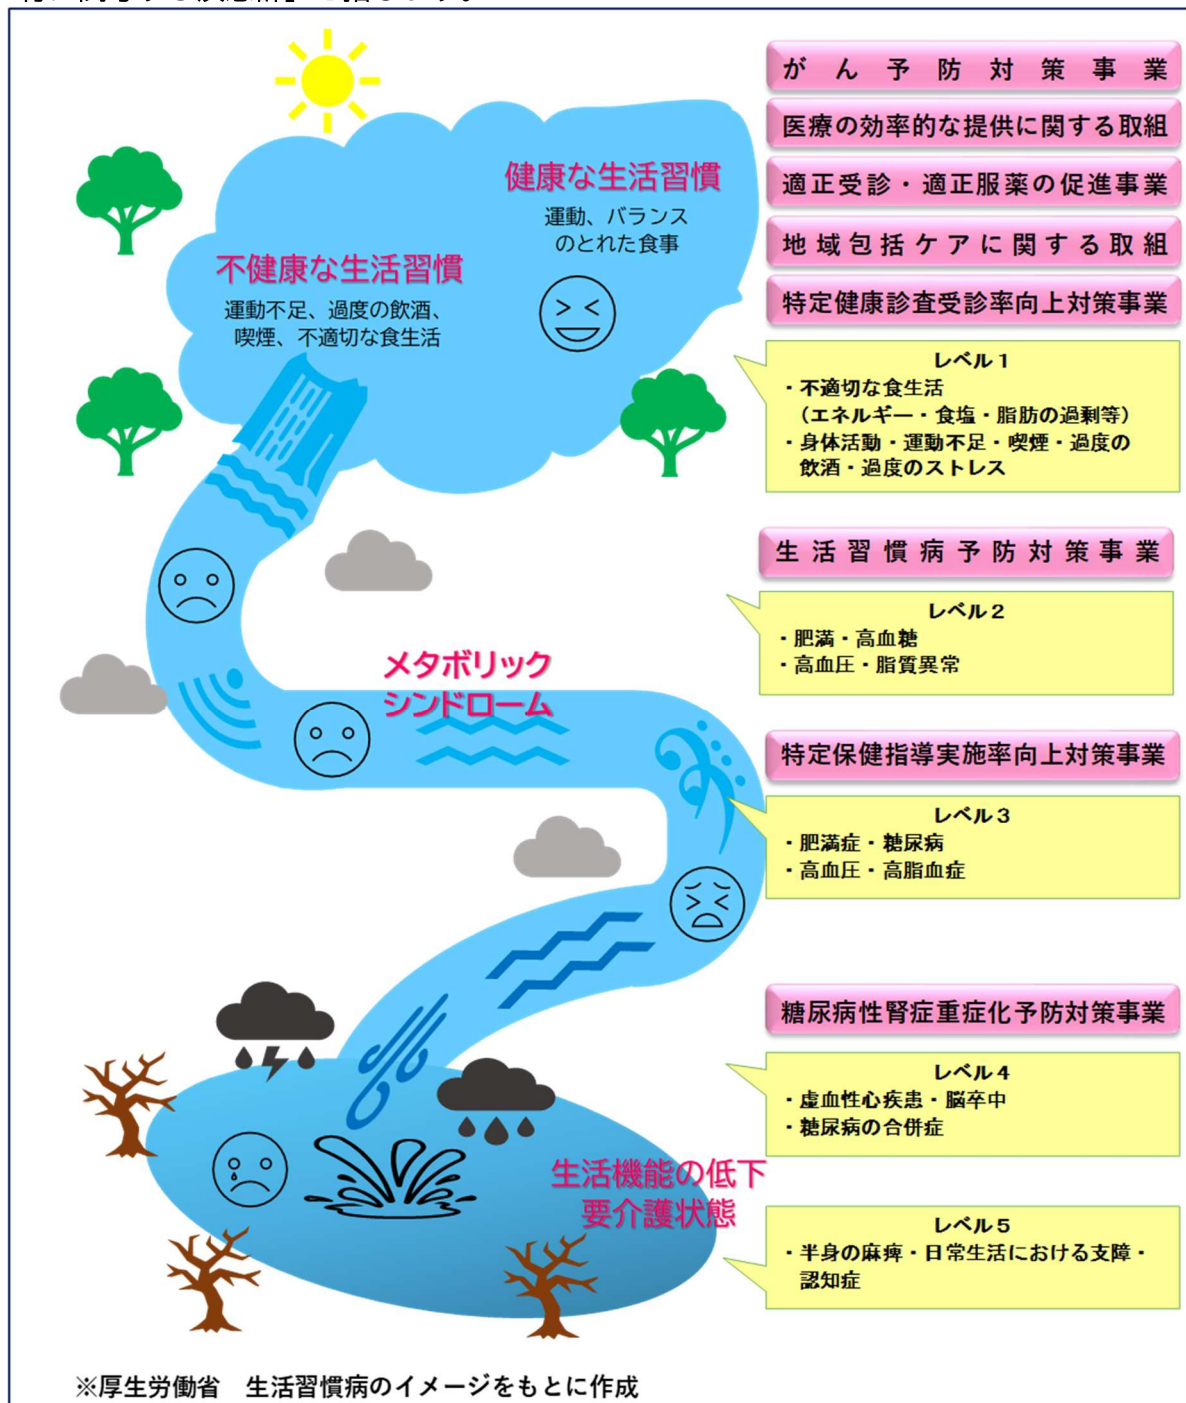 がん予防対策事業
医療の効率的な提供に関する取組
適正受診・適正服薬の促進事業
地域包括ケアに関する取組
特定健康診査受診率向上対策事業
健康な生活習慣
運動、バランス
のとれた食事
不健康な生活習慣
運動不足、過度の飲酒、
喫煙、不適切な食生活
レベル1
・不適切な食生活
（エネルギー・食塩・脂肪の過剰等）
・身体活動・運動不足・喫煙・過度の
飲酒・過度のストレス
生活習慣病予防対策事業
レベル2
・肥満・高血糖
・高血圧・脂質異常
メタボリック
シンドローム
特定保健指導実施率向上対策事業
レベル3
・肥満症・糖尿病
・高血圧・高脂血症
糖尿病性腎症重症化予防対策事業
レベル4
・虚血性心疾患・脳卒中
・糖尿病の合併症
生活機能の低下
要介護状態
レベル5
・半身の麻痺・日常生活における支障・
認知症
※厚生労働省　生活習慣病のイメージをもとに作成